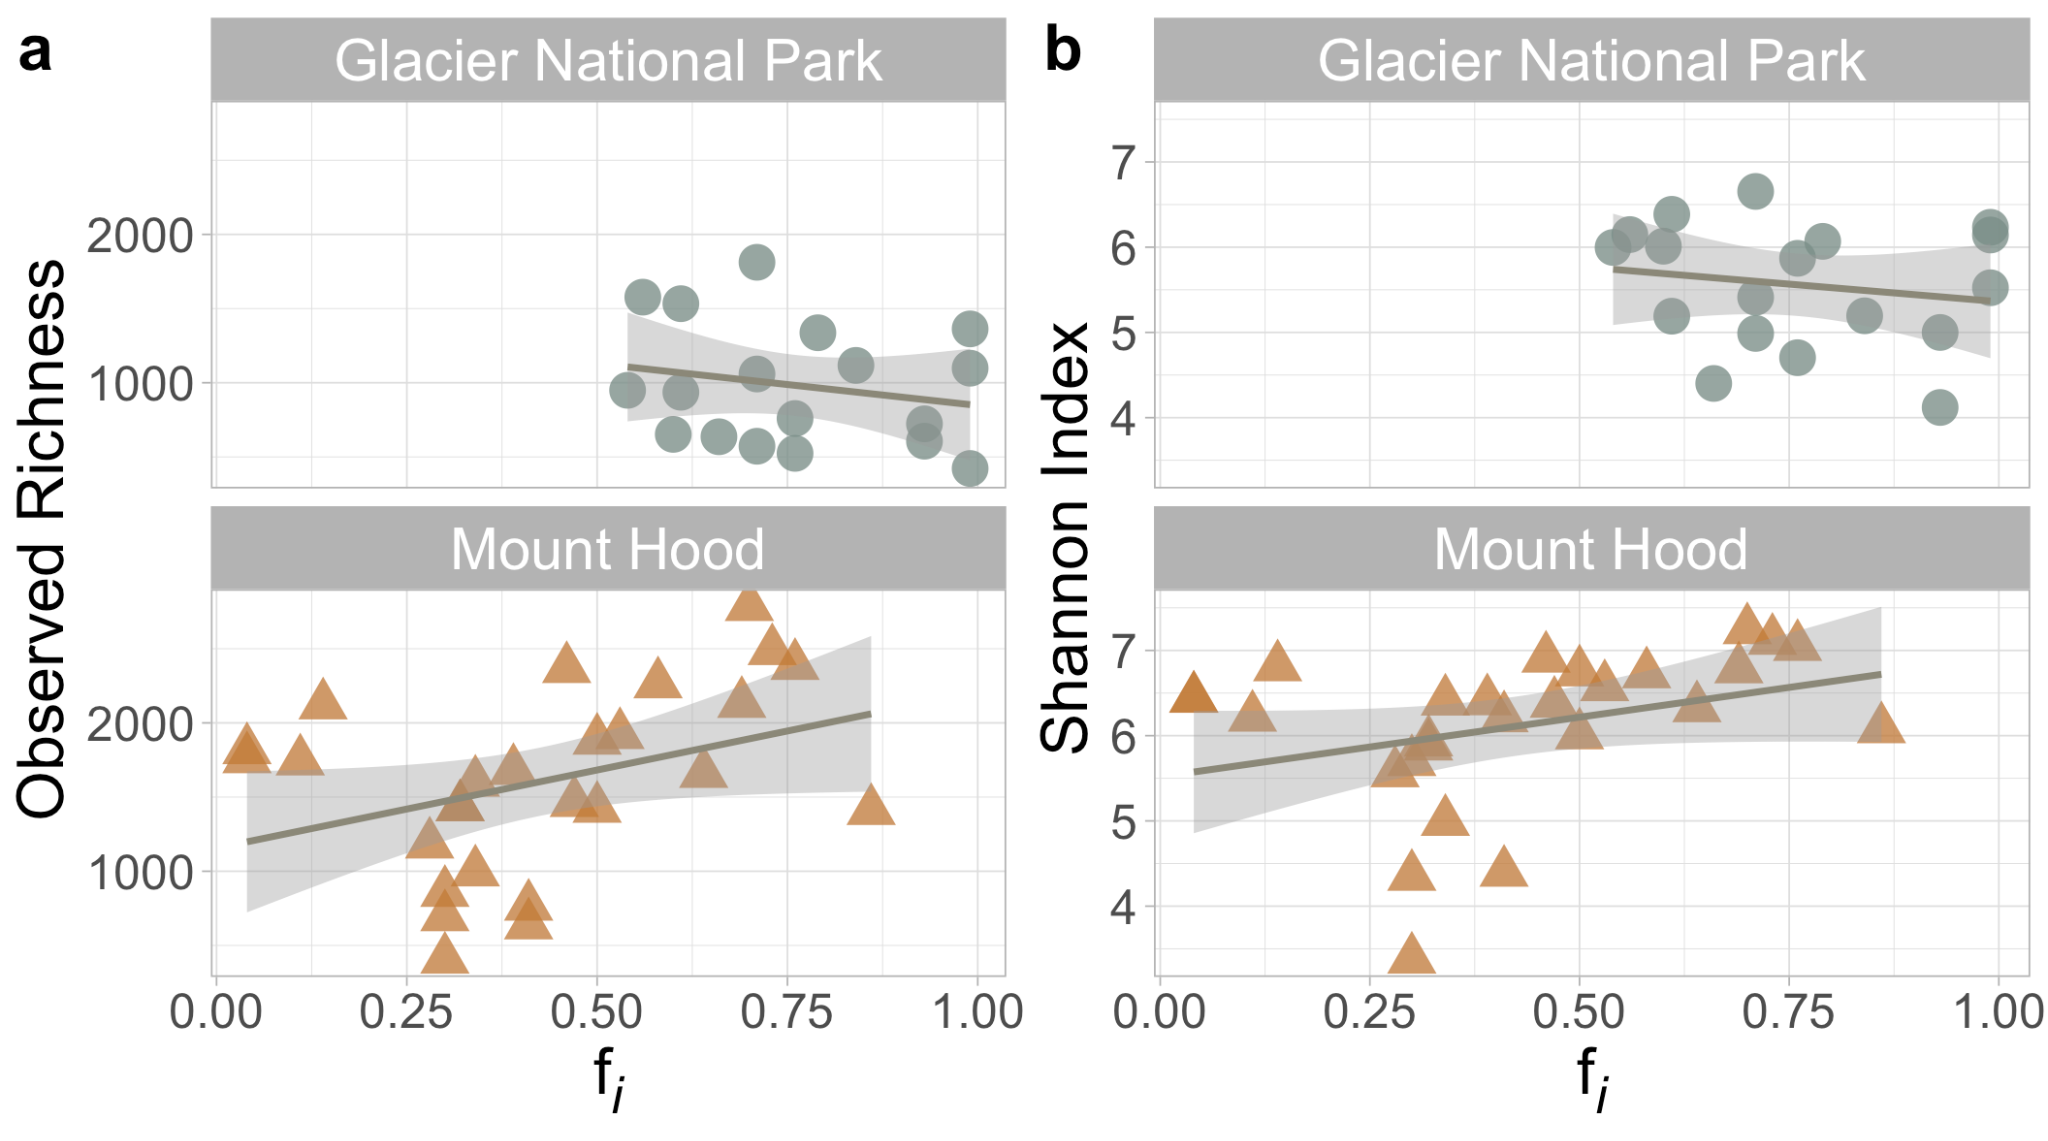 a
Glacier National Park
Observed Richness
2000
1000
Mount Hood
2000
1000
0.00 0.25 0.50 0.75 1.00
fi
b
Glacier National Park
Shannon Index
7
6
5
4
Mount Hood
7
6
5
4
0.00 0.25 0.50 0.75 1.00
fi